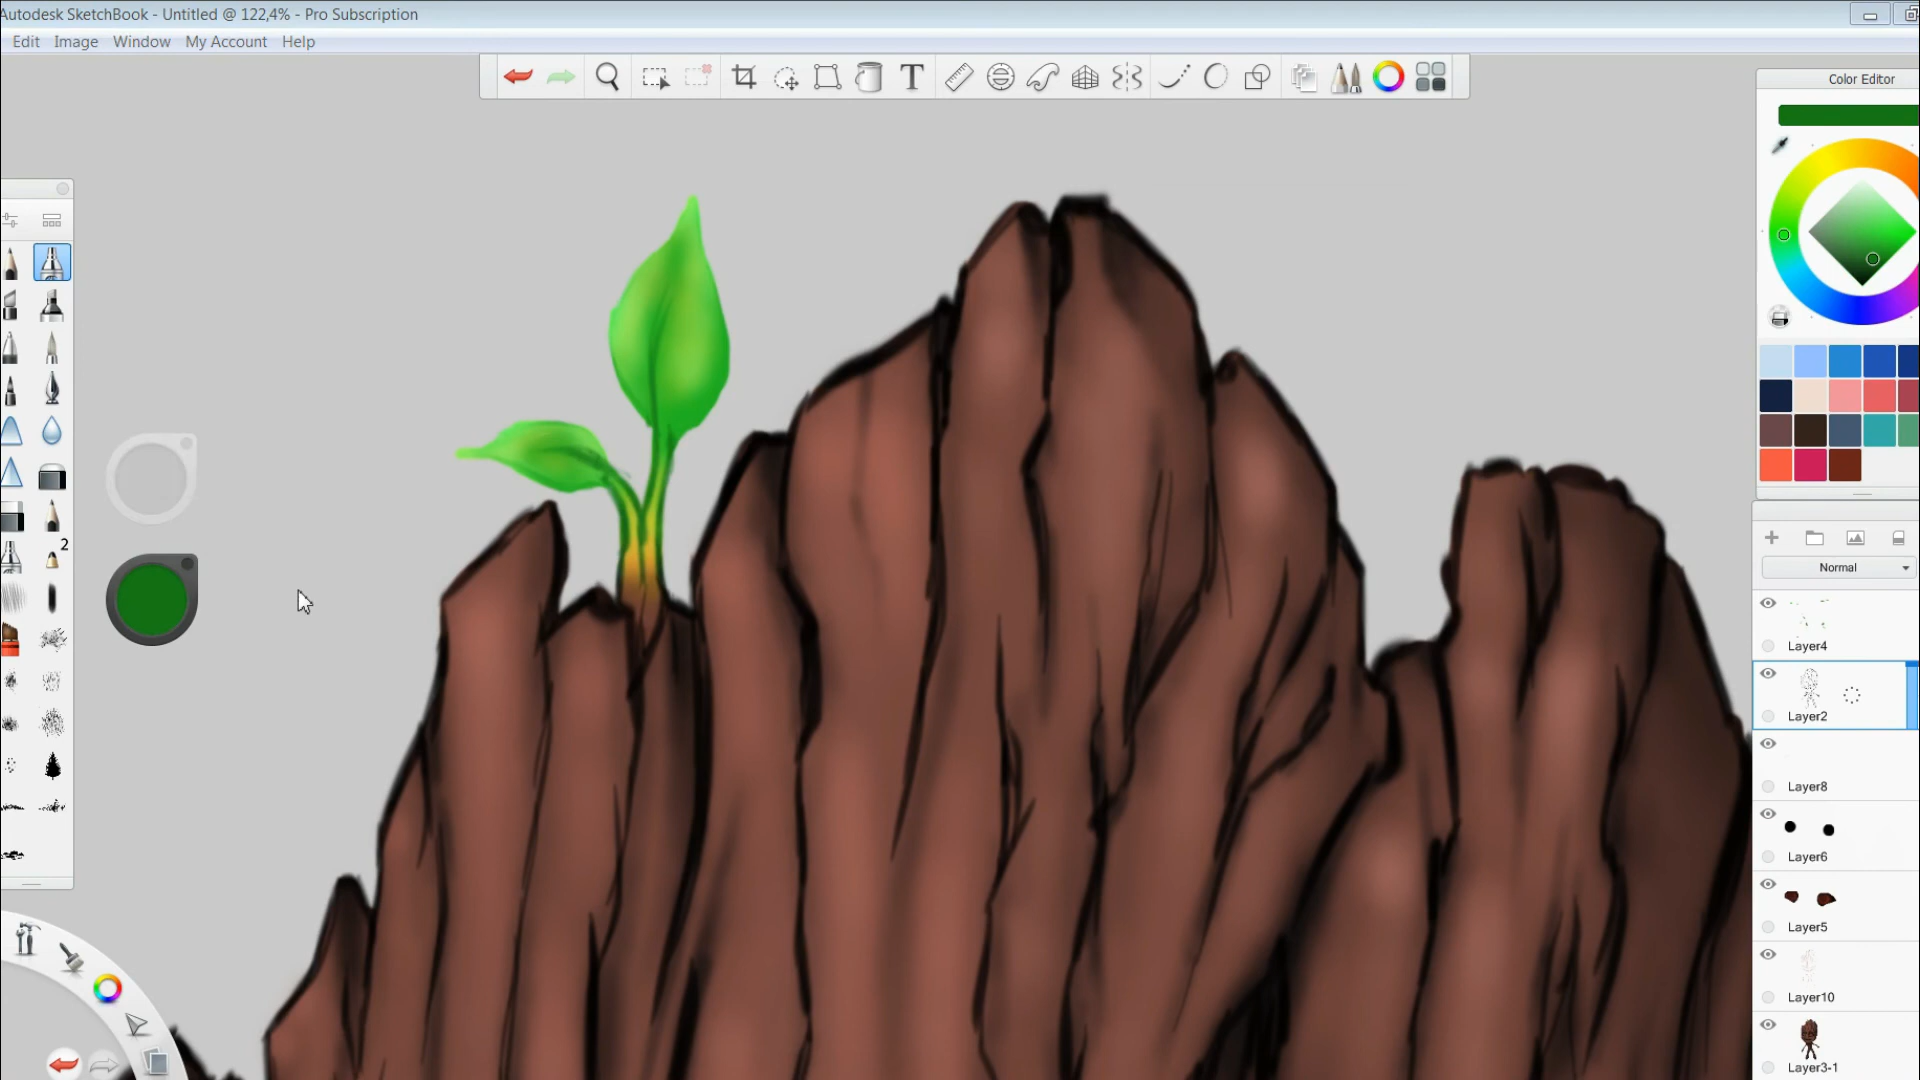 Autodesk SketchBook - Untitled @ 122,4% - Pro Subscription
Edit Image Window My Account Help
T
Color Editor
2
Normal
Layer4
Layer2
Layer8
Layer6
Layer5
Layer10
Layer3-1